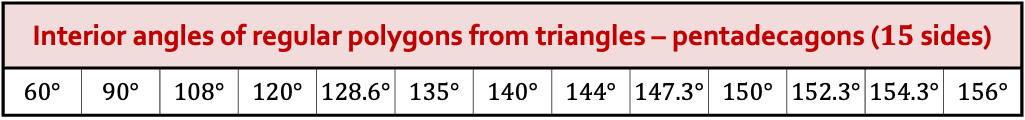 Interior angles of regular polygons from triangles – pentadecagons (15 sides)
60° 90° 108° 120° 128.6° 135° 140° 144° 147.3° 150° 152.3° 154.3° 156°